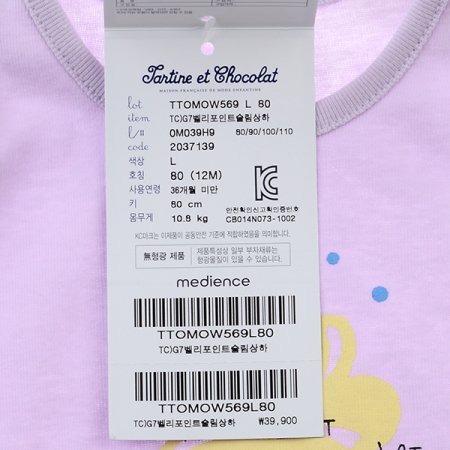 Tartine et Chocolat
MAISON FRANÇAISE DE MODE ENFANTINE
lot TTOMOW569 L 80
item TC)G7벨리포인트슬림상하
L/# 0M039H9 80/90/100/110
code 2037139
색상 L
호칭 80 (12M)
사용연령 36개월 미만
키 80 cm
몸무게 10.8 kg
안전확인신고확인증번호
CB014N073-1002
KC마크는 이제품이 공통안전 기준에 적합하였음을 의미함
無형광 제품
제품특성상 일부 부자재류는
형광물질이 있을 수 있습니다.
medience
TTOMOW569L80
TC)G7벨리포인트슬림상하
TTOMOW569L80
TC)G7벨리포인트슬림상하 ₩39,900